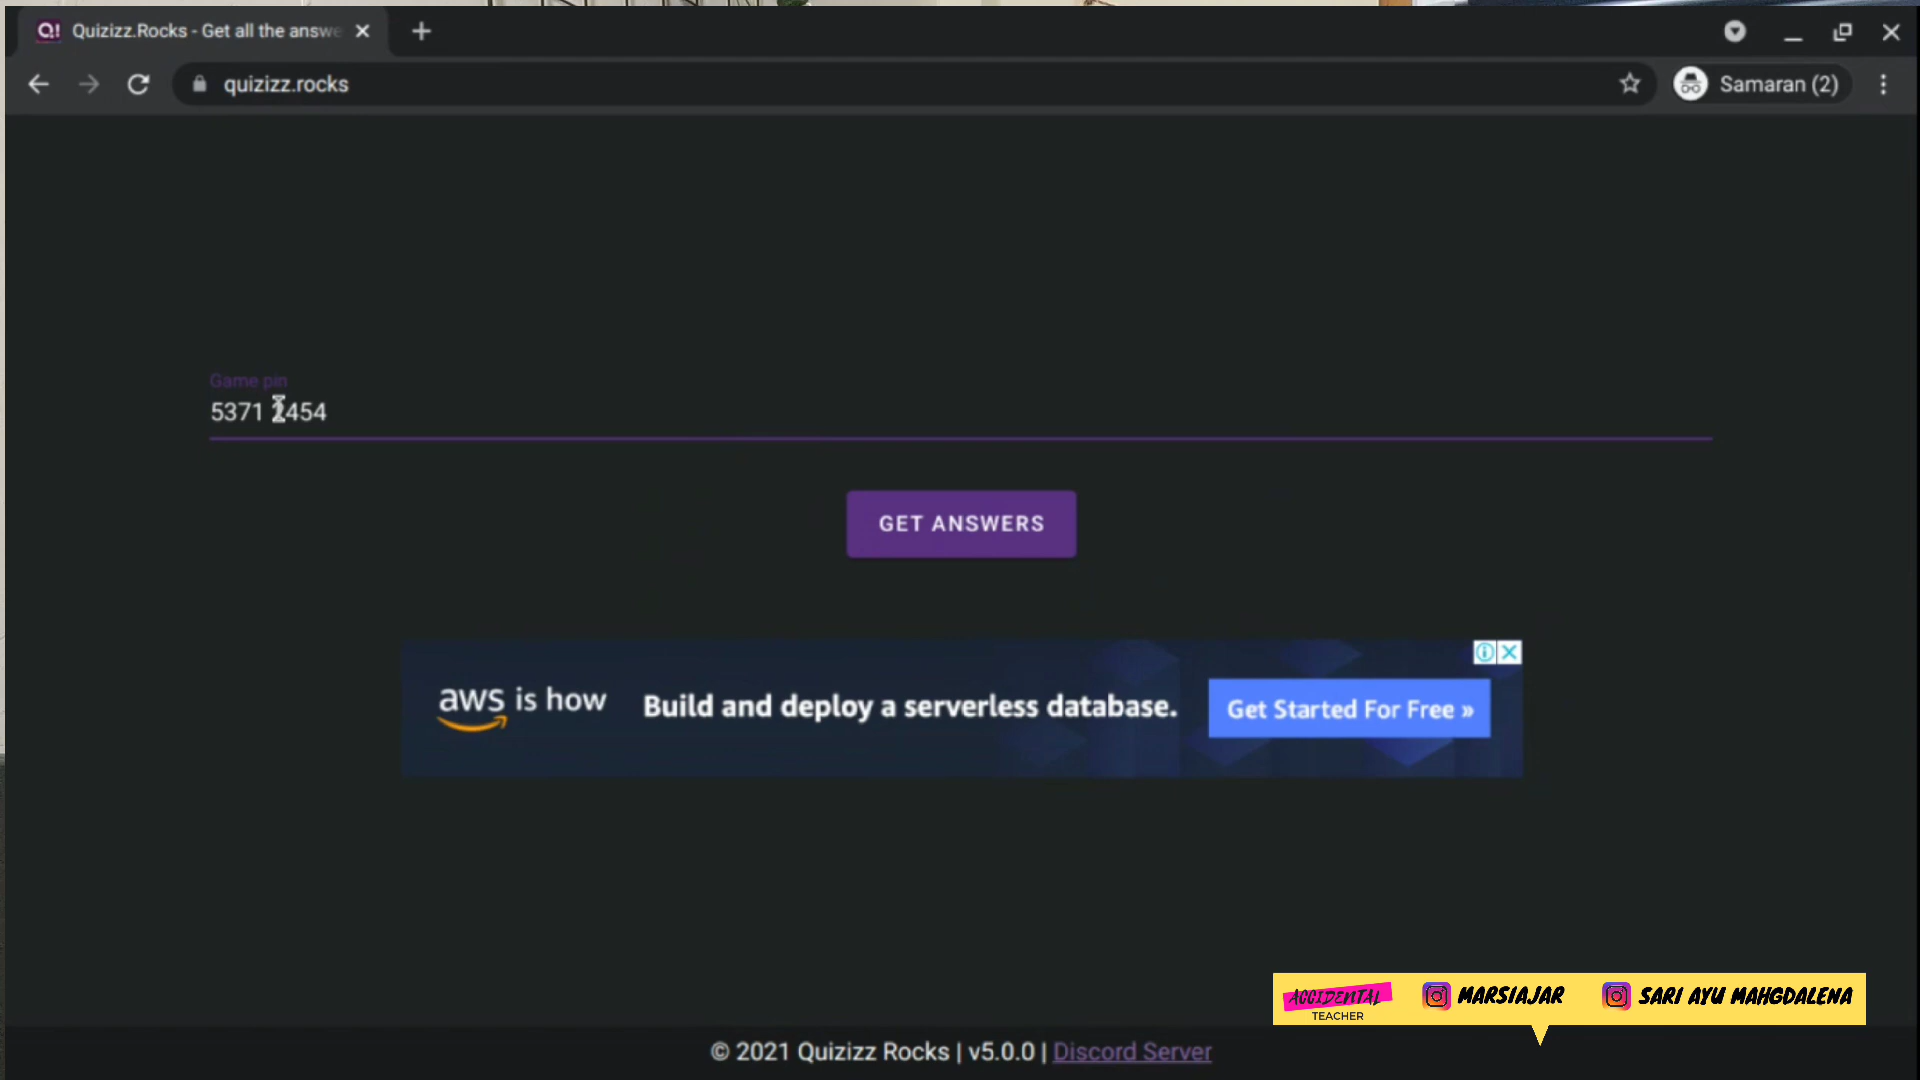 Quizizz.Rocks - Get all the answe
quizizz.rocks
Samaran (2)
Game pin
5371 2454
GET ANSWERS
aws is how
Build and deploy a serverless database.
Get Started For Free »
ACCIDENTAL
TEACHER
MARSIAJAR
SARI AYU MAHGDALENA
© 2021 Quizizz Rocks | v5.0.0 | Discord Server